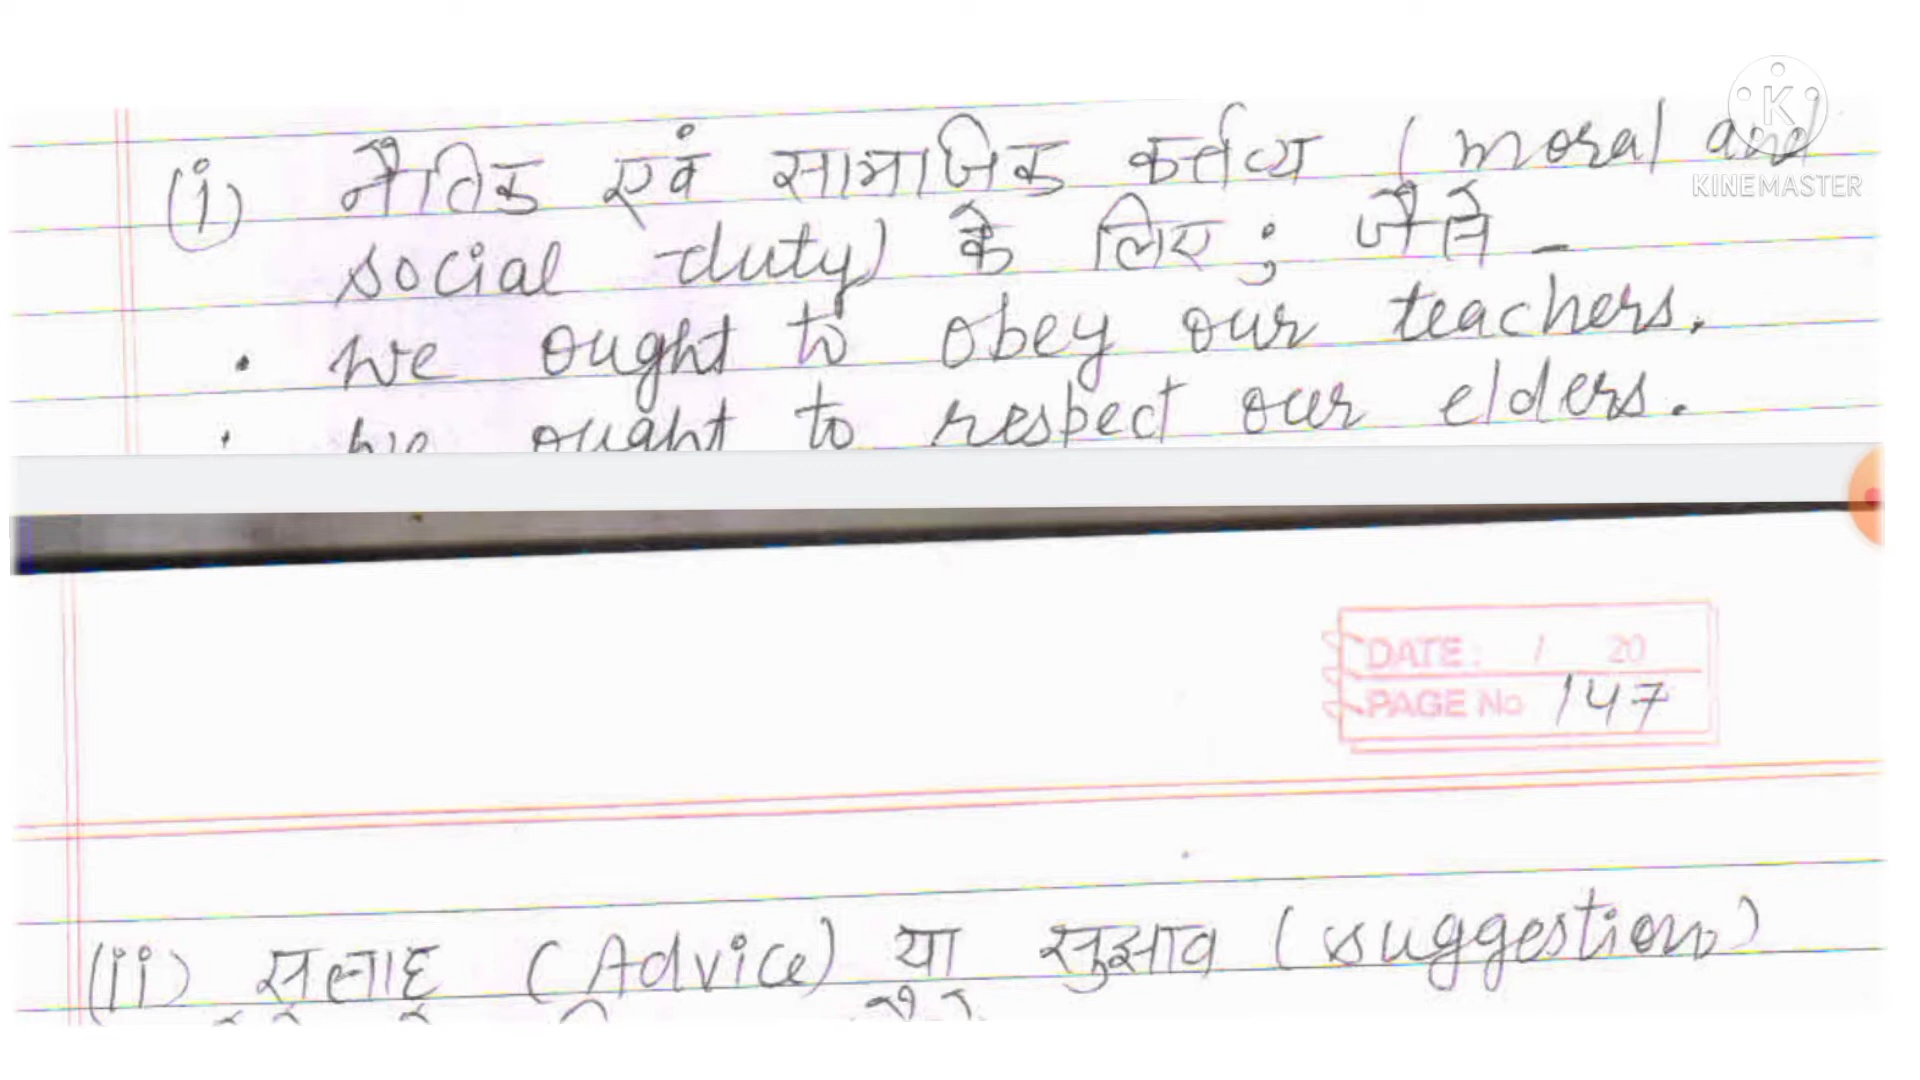 (i) नैतिक एवं सामाजिक कर्त्तव्य (moral and
social duty) के लिए ; जैसे -
• we ought to obey our teachers.
• we ought to respect our elders.
DATE: / 20
PAGE No 147
(ii) सलाह (Advice) या सुझाव (suggestion)
K
KINEMASTER